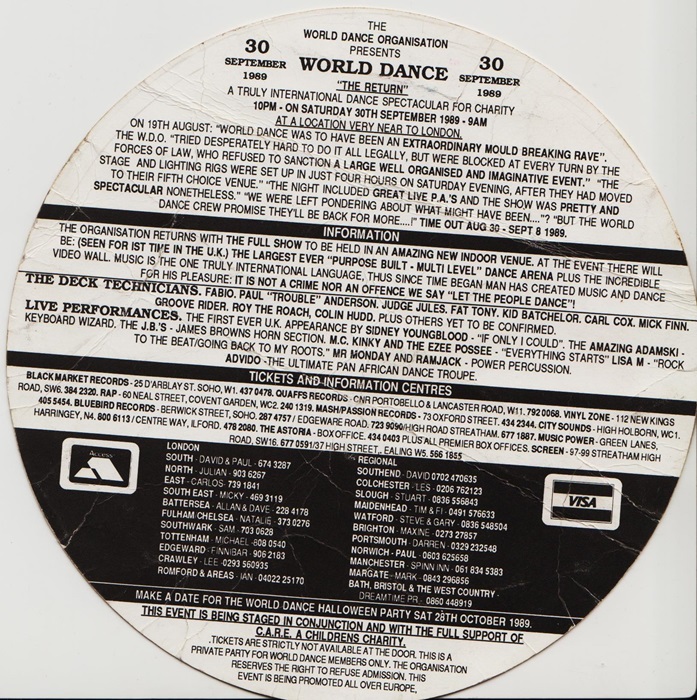 THE
WORLD DANCE ORGANISATION
PRESENTS
30
SEPTEMBER
1989
WORLD DANCE
30
SEPTEMBER
1989
"THE RETURN"
A TRULY INTERNATIONAL DANCE SPECTACULAR FOR CHARITY
10PM - ON SATURDAY 30TH SEPTEMBER 1989 - 9AM
AT A LOCATION VERY NEAR TO LONDON.
ON 19TH AUGUST: "WORLD DANCE WAS TO HAVE BEEN AN EXTRAORDINARY MOULD BREAKING RAVE".
THE W.D.O. "TRIED DESPERATELY HARD TO DO IT ALL LEGALLY, BUT WERE BLOCKED AT EVERY TURN BY THE
FORCES OF LAW, WHO REFUSED TO SANCTION A LARGE WELL ORGANISED AND IMAGINATIVE EVENT." "THE
STAGE AND LIGHTING RIGS WERE SET UP IN JUST FOUR HOURS ON SATURDAY EVENING, AFTER THEY HAD MOVED
TO THEIR FIFTH CHOICE VENUE." "THE NIGHT INCLUDED GREAT LIVE P.A.'S AND THE SHOW WAS PRETTY AND
SPECTACULAR NONETHELESS." "WE WERE LEFT PONDERING ABOUT WHAT MIGHT HAVE BEEN....."? "BUT THE WORLD
DANCE CREW PROMISE THEY'LL BE BACK FOR MORE....!" TIME OUT AUG 30 - SEPT 8 1989.
INFORMATION
THE ORGANISATION RETURNS WITH THE FULL SHOW TO BE HELD IN AN AMAZING NEW INDOOR VENUE. AT THE EVENT THERE WILL
BE: (SEEN FOR IST TIME IN THE U.K.) THE LARGEST EVER "PURPOSE BUILT - MULTI LEVEL" DANCE ARENA PLUS THE INCREDIBLE
VIDEO WALL. MUSIC IS THE ONE TRULY INTERNATIONAL LANGUAGE, THUS SINCE TIME BEGAN MAN HAS CREATED MUSIC AND DANCE
FOR HIS PLEASURE: IT IS NOT A CRIME NOR AN OFFENCE WE SAY "LET THE PEOPLE DANCE"!
THE DECK TECHNICIANS. FABIO. PAUL "TROUBLE" ANDERSON. JUDGE JULES. FAT TONY. KID BATCHELOR. CARL COX. MICK FINN.
GROOVE RIDER. ROY THE ROACH, COLIN HUDD. PLUS OTHERS YET TO BE CONFIRMED.
LIVE PERFORMANCES. THE FIRST EVER U.K. APPEARANCE BY SIDNEY YOUNGBLOOD - "IF ONLY I COULD". THE AMAZING ADAMSKI -
KEYBOARD WIZARD. THE J.B.'S - JAMES BROWNS HORN SECTION. M.C. KINKY AND THE EZEE POSSEE - "EVERYTHING STARTS" LISA M - "ROCK
TO THE BEAT/GOING BACK TO MY ROOTS." MR MONDAY AND RAMJACK - POWER PERCUSSION.
ADVIDO -THE ULTIMATE PAN AFRICAN DANCE TROUPE.
TICKETS AND INFORMATION CENTRES
BLACK MARKET RECORDS - 25 D'ARBLAY ST. SOHO, W1. 437 0478. QUAFFS RECORDS - CNR PORTOBELLO & LANCASTER ROAD, W11. 792 0068. VINYL ZONE - 112 NEW KINGS
ROAD, SW6. 384 2320. RAP - 60 NEAL STREET, COVENT GARDEN, WC2. 240 1319. MASH/PASSION RECORDS - 73 OXFORD STREET. 434 2344. CITY SOUNDS - HIGH HOLBORN, WC1.
405 5454. BLUEBIRD RECORDS - BERWICK STREET, SOHO. 287 4757 / EDGEWARE ROAD. 723 9090/HIGH ROAD STREATHAM. 677 1887. MUSIC POWER - GREEN LANES,
HARRINGEY, N4. 800 6113 / CENTRE WAY, ILFORD. 478 2080. THE ASTORIA - BOX OFFICE. 434 0403 PLUS ALL PREMIER BOX OFFICES. SCREEN - 97-99 STREATHAM HIGH
ROAD, SW16. 677 0591/37 HIGH STREET, EALING W5. 566 1855
Access
LONDON
SOUTH - DAVID & PAUL - 674 3287
NORTH - JULIAN - 903 6267
EAST - CARLOS - 739 1841
SOUTH EAST - MICKY - 469 3119
BATTERSEA - ALLAN & DAVE - 228 4178
FULHAM CHELSEA - NATALIE - 373 0276
SOUTHWARK - SAM - 703 0628
TOTTENHAM - MICHAEL - 808 0540
EDGEWARD - FINNIBAR - 906 2183
CRAWLEY - LEE - 0293 560935
ROMFORD & AREAS - IAN - 04022 25170
REGIONAL
SOUTHEND - DAVID 0702 470635
COLCHESTER - LES - 0206 762123
SLOUGH - STUART - 0836 556843
MAIDENHEAD - TIM & FI - 0491 576633
WATFORD - STEVE & GARY - 0836 548504
BRIGHTON - MAXINE - 0273 27857
PORTSMOUTH - DARREN - 0329 232548
NORWICH - PAUL - 0603 625658
MANCHESTER - SPINN INN - 061 834 5383
MARGATE - MARK - 0843 296856
BATH, BRISTOL & THE WEST COUNTRY -
DREAMTIME PR. - 0860 448919
VISA
MAKE A DATE FOR THE WORLD DANCE HALLOWEEN PARTY SAT 28TH OCTOBER 1989.
THIS EVENT IS BEING STAGED IN CONJUNCTION AND WITH THE FULL SUPPORT OF
C.A.R.E. A CHILDRENS CHARITY.
.TICKETS ARE STRICTLY NOT AVAILABLE AT THE DOOR. THIS IS A
PRIVATE PARTY FOR WORLD DANCE MEMBERS ONLY. THE ORGANISATION
RESERVES THE RIGHT TO REFUSE ADMISSION. THIS
EVENT IS BEING PROMOTED ALL OVER EUROPE,